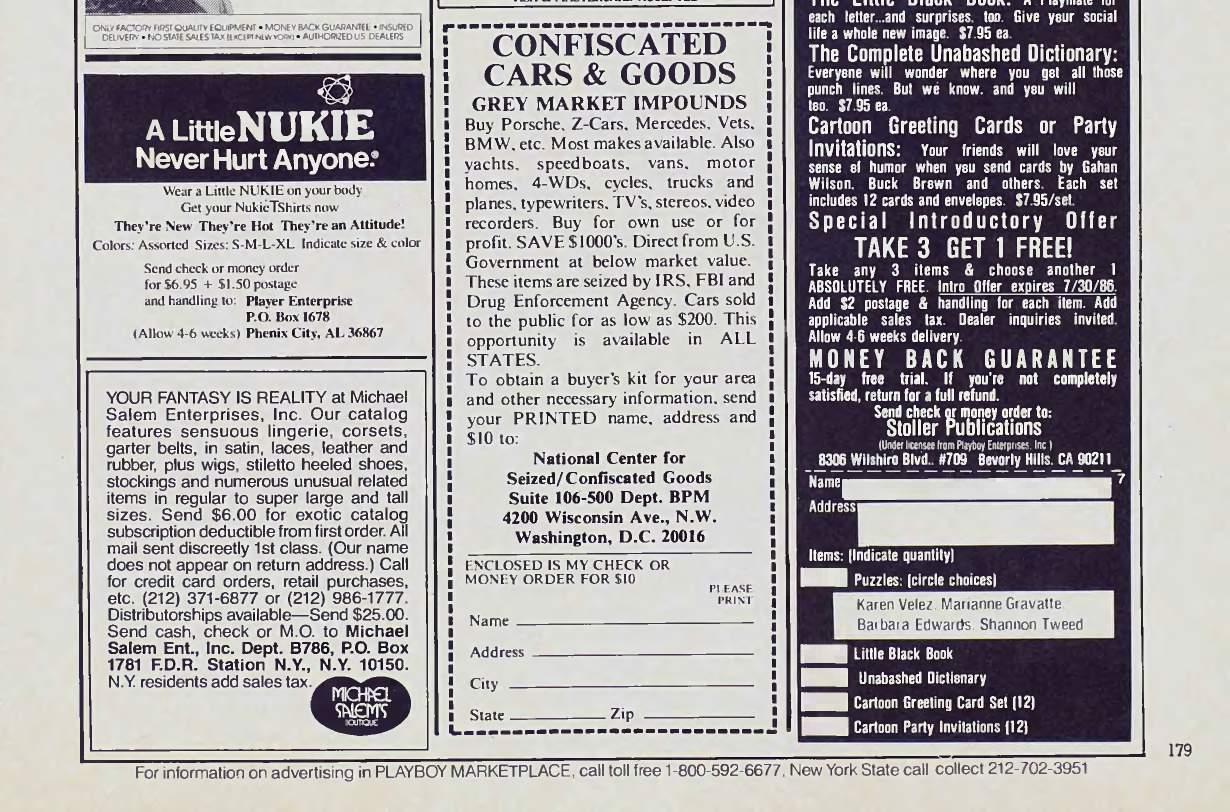 ONLY FACTORY FIRST QUALITY EQUIPMENT • MONEY BACK GUARANTEE • INSURED
DELIVERY • NO STATE SALES TAX (EXCEPT NEW YORK) • AUTHORIZED US DEALERS
A Little NUKIE
Never Hurt Anyone.®
Wear a Little NUKIE on your body
Get your Nukie TShirts now
They're New They're Hot They're an Attitude!
Colors: Assorted Sizes: S-M-L-XL Indicate size & color
Send check or money order
for $6.95 + $1.50 postage
and handling to: Player Enterprise
P.O. Box 1678
(Allow 4-6 weeks) Phenix City, AL 36867
YOUR FANTASY IS REALITY at Michael
Salem Enterprises, Inc. Our catalog
features sensuous lingerie, corsets,
garter belts, in satin, laces, leather and
rubber, plus wigs, stiletto heeled shoes,
stockings and numerous unusual related
items in regular to super large and tall
sizes. Send $6.00 for exotic catalog
subscription deductible from first order. All
mail sent discreetly 1st class. (Our name
does not appear on return address.) Call
for credit card orders, retail purchases,
etc. (212) 371-6877 or (212) 986-1777.
Distributorships available—Send $25.00.
Send cash, check or M.O. to Michael
Salem Ent., Inc. Dept. B786, P.O. Box
1781 F.D.R. Station N.Y., N.Y. 10150.
N.Y. residents add sales tax.
MICHAEL
SALEM'S
BOUTIQUE
CONFISCATED
CARS & GOODS
GREY MARKET IMPOUNDS
Buy Porsche, Z-Cars, Mercedes, Vets,
BMW, etc. Most makes available. Also
yachts, speedboats, vans, motor
homes, 4-WDs, cycles, trucks and
planes, typewriters, TV's, stereos, video
recorders. Buy for own use or for
profit. SAVE $1000's. Direct from U.S.
Government at below market value.
These items are seized by IRS, FBI and
Drug Enforcement Agency. Cars sold
to the public for as low as $200. This
opportunity is available in ALL
STATES.
To obtain a buyer's kit for your area
and other necessary information, send
your PRINTED name, address and
$10 to:
National Center for
Seized/Confiscated Goods
Suite 106-500 Dept. BPM
4200 Wisconsin Ave., N.W.
Washington, D.C. 20016
ENCLOSED IS MY CHECK OR
MONEY ORDER FOR $10
PLEASE
PRINT
Name
Address
City
State Zip
The Little Black Book: A Playmate for
each letter...and surprises, too. Give your social
life a whole new image. $7.95 ea.
The Complete Unabashed Dictionary:
Everyone will wonder where you get all those
punch lines. But we know, and you will
too. $7.95 ea.
Cartoon Greeting Cards or Party
Invitations: Your friends will love your
sense of humor when you send cards by Gahan
Wilson, Buck Brown and others. Each set
includes 12 cards and envelopes. $7.95/set.
Special Introductory Offer
TAKE 3 GET 1 FREE!
Take any 3 items & choose another 1
ABSOLUTELY FREE. Intro Offer expires 7/30/86.
Add $2 postage & handling for each item. Add
applicable sales tax. Dealer inquiries invited.
Allow 4-6 weeks delivery.
MONEY BACK GUARANTEE
15-day free trial. If you're not completely
satisfied, return for a full refund.
Send check or money order to:
Stoller Publications
(Under licensee from Playboy Enterprises, Inc.)
8306 Wilshire Blvd., #709 Beverly Hills, CA 90211
Name 7
Address
Items: (Indicate quantity)
Puzzles: (circle choices)
Karen Velez, Marianne Gravatte
Barbara Edwards, Shannon Tweed
Little Black Book
Unabashed Dictionary
Cartoon Greeting Card Set (12)
Cartoon Party Invitations (12)
179
For information on advertising in PLAYBOY MARKETPLACE, call toll free 1-800-592-6677, New York State call collect 212-702-3951